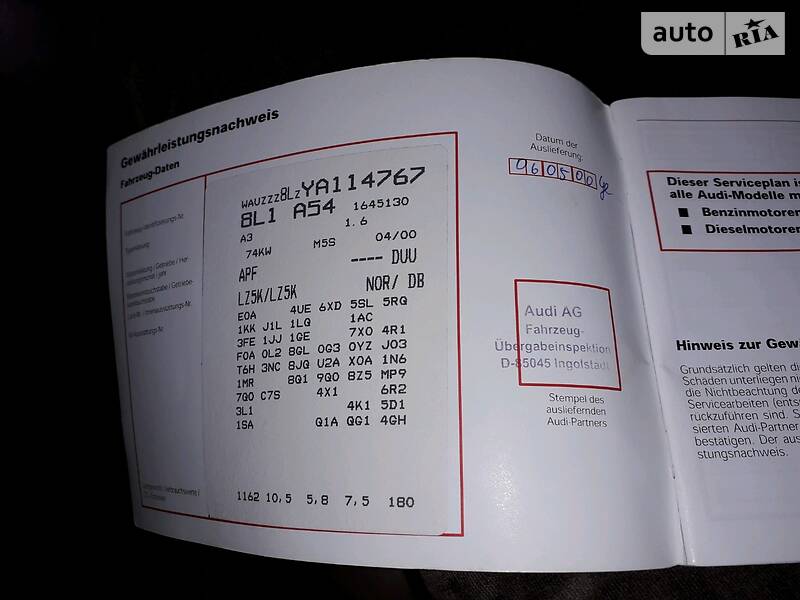 auto RIA
Gewährleistungsnachweis
Fahrzeug-Daten
WAUZZZ8LZYA114767
8L1 A54 1645130
A3 1.6
74KW M5S 04/00
APF ---- DUU
LZ5K/LZ5K NOR/ DB
E0A 4UE 6XD 5SL 5RG
1KK J1L 1LQ 1AC
3FE 1JJ 1GE 7X0 4R1
F0A 0L2 8GL 0G3 0YZ J03
T6H 3NC 8JQ U2A X0A 1N6
1MR 8Q1 9Q0 8Z5 MP9
7Q0 C7S 4X1 6R2
3L1 4K1 5D1
1SA Q1A QG1 4GH
1162 10,5 5,8 7,5 180
Datum der
Auslieferung:
060500
Audi AG
Fahrzeug-
Übergabeinspektion
D-85045 Ingolstadt
Stempel des
ausliefernden
Audi-Partners
Dieser Serviceplan is
alle Audi-Modelle m
Benzinmotoren
Dieselmotoren
Hinweis zur Gewä
Grundsätzlich gelten die
Schaden unterliegen ni
die Nichtbeachtung de
Servicearbeiten (ents
rückzuführen sind. S
sierten Audi-Partner
bestätigen. Der aus
stungsnachweis.